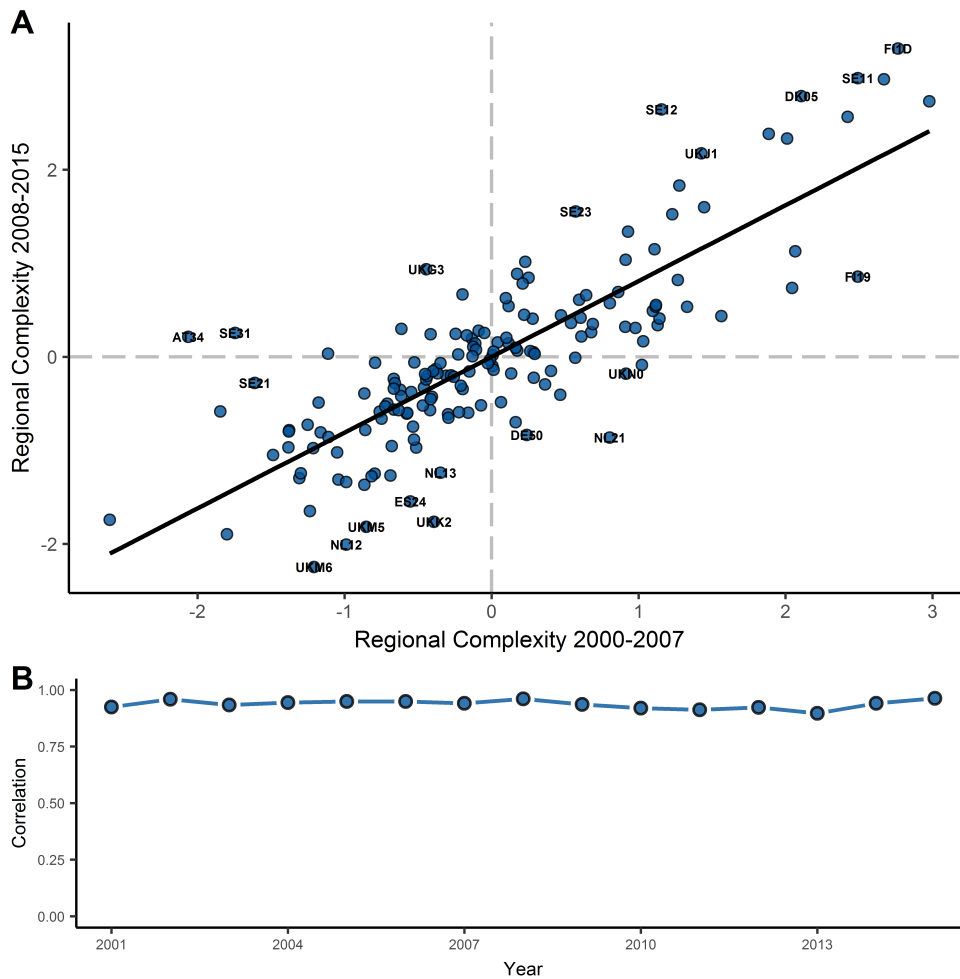 A
Regional Complexity 2008-2015
2
0
-2
FI1D
SE11
DK05
SE12
UKJ1
SE23
UKG3
FI19
AT34
SE31
SE21
UKN0
DE50
NL21
NL13
ES24
UKK2
UKM5
NL12
UKM6
-2
-1
0
1
2
3
Regional Complexity 2000-2007
B
Correlation
1.00
0.75
0.50
0.25
0.00
2001
2004
2007
2010
2013
Year